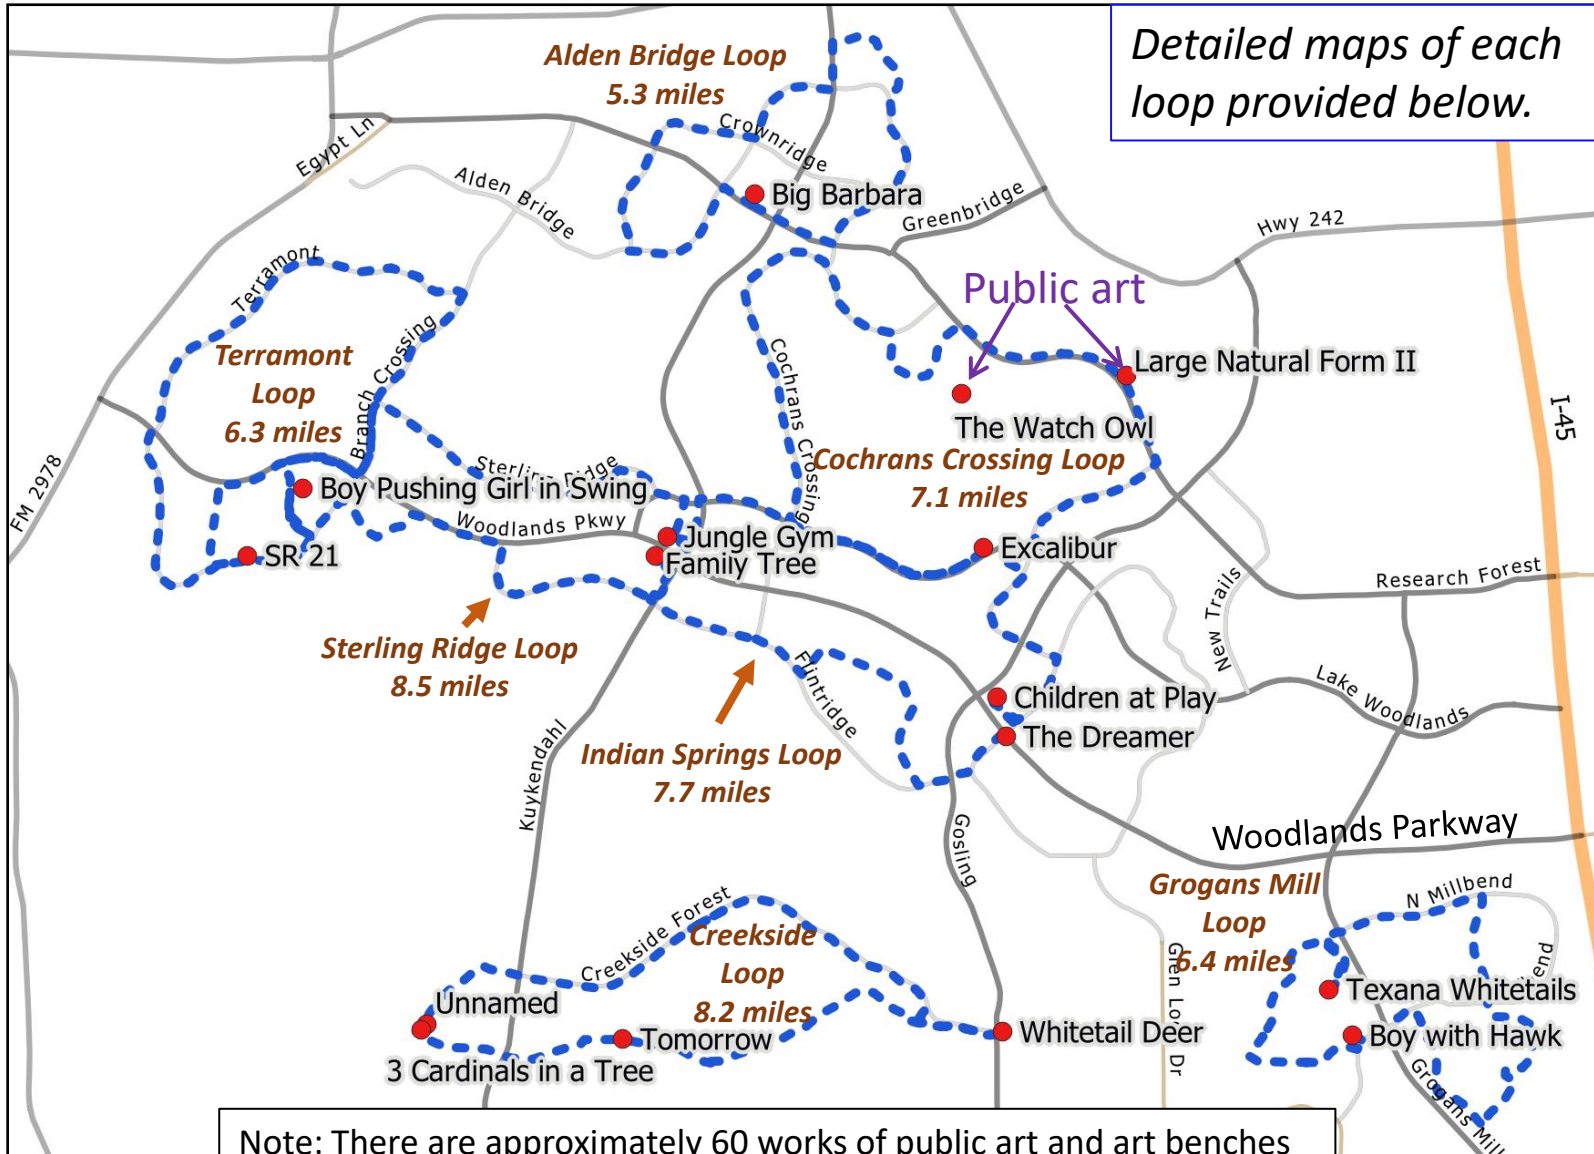 Detailed maps of each
loop provided below.
Alden Bridge Loop
5.3 miles
Egypt Ln
Crownridge
Alden Bridge
Big Barbara
Greenbridge
Hwy 242
Terramont
Public art
Terramont
Loop
6.3 miles
Branch Crossing
Cochrans Crossing
Large Natural Form II
The Watch Owl
I-45
Cochrans Crossing Loop
7.1 miles
FM 2978
Sterling Ridge
Boy Pushing Girl in Swing
Woodlands Pkwy
Jungle Gym
Family Tree
Excalibur
SR 21
Research Forest
New Trails
Sterling Ridge Loop
8.5 miles
Flintridge
Children at Play
The Dreamer
Lake Woodlands
Kuykendahl
Indian Springs Loop
7.7 miles
Gosling
Woodlands Parkway
Grogans Mill
Loop
6.4 miles
N Millbend
end
Creekside Forest
Creekside
Loop
8.2 miles
Glen Lo
Dr
Unnamed
3 Cardinals in a Tree
Tomorrow
Whitetail Deer
Texana Whitetails
Boy with Hawk
Grogans Mill
Note: There are approximately 60 works of public art and art benches